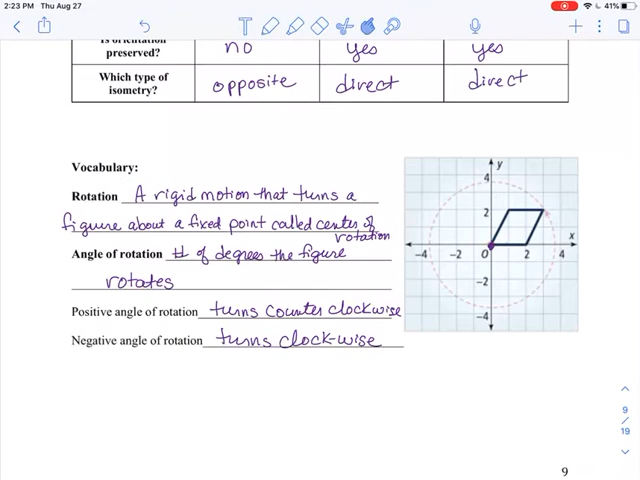 2:23 PM Thu Aug 27
41%
Is orientation preserved? no yes yes
Which type of isometry? opposite direct direct
Vocabulary:
Rotation A rigid motion that turns a
figure about a fixed point called center of
rotation
Angle of rotation # of degrees the figure
rotates
Positive angle of rotation turns counter clockwise
Negative angle of rotation turns clock-wise
y
4
2
x
-4 -2 0 2 4
-2
-4
9
/
19
9